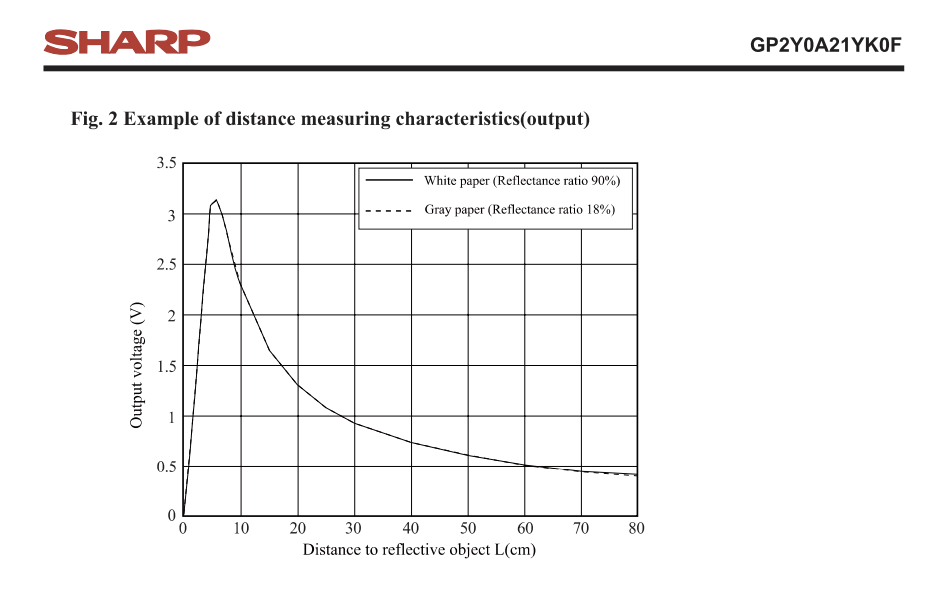 SHARP
GP2Y0A21YK0F
Fig. 2 Example of distance measuring characteristics(output)
3.5
3
2.5
2
1.5
1
0.5
0
Output voltage (V)
White paper (Reflectance ratio 90%)
Gray paper (Reflectance ratio 18%)
0 10 20 30 40 50 60 70 80
Distance to reflective object L(cm)